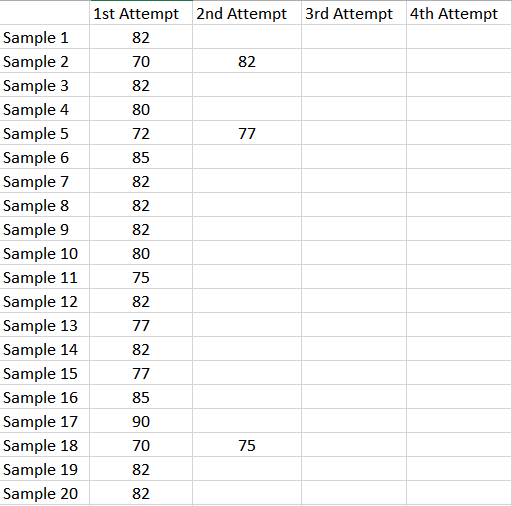 1st Attempt 2nd Attempt 3rd Attempt 4th Attempt
Sample 1 82
Sample 2 70 82
Sample 3 82
Sample 4 80
Sample 5 72 77
Sample 6 85
Sample 7 82
Sample 8 82
Sample 9 82
Sample 10 80
Sample 11 75
Sample 12 82
Sample 13 77
Sample 14 82
Sample 15 77
Sample 16 85
Sample 17 90
Sample 18 70 75
Sample 19 82
Sample 20 82